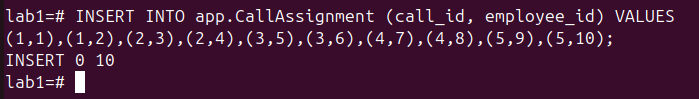 lab1=# INSERT INTO app.CallAssignment (call_id, employee_id) VALUES
(1,1),(1,2),(2,3),(2,4),(3,5),(3,6),(4,7),(4,8),(5,9),(5,10);
INSERT 0 10
lab1=#